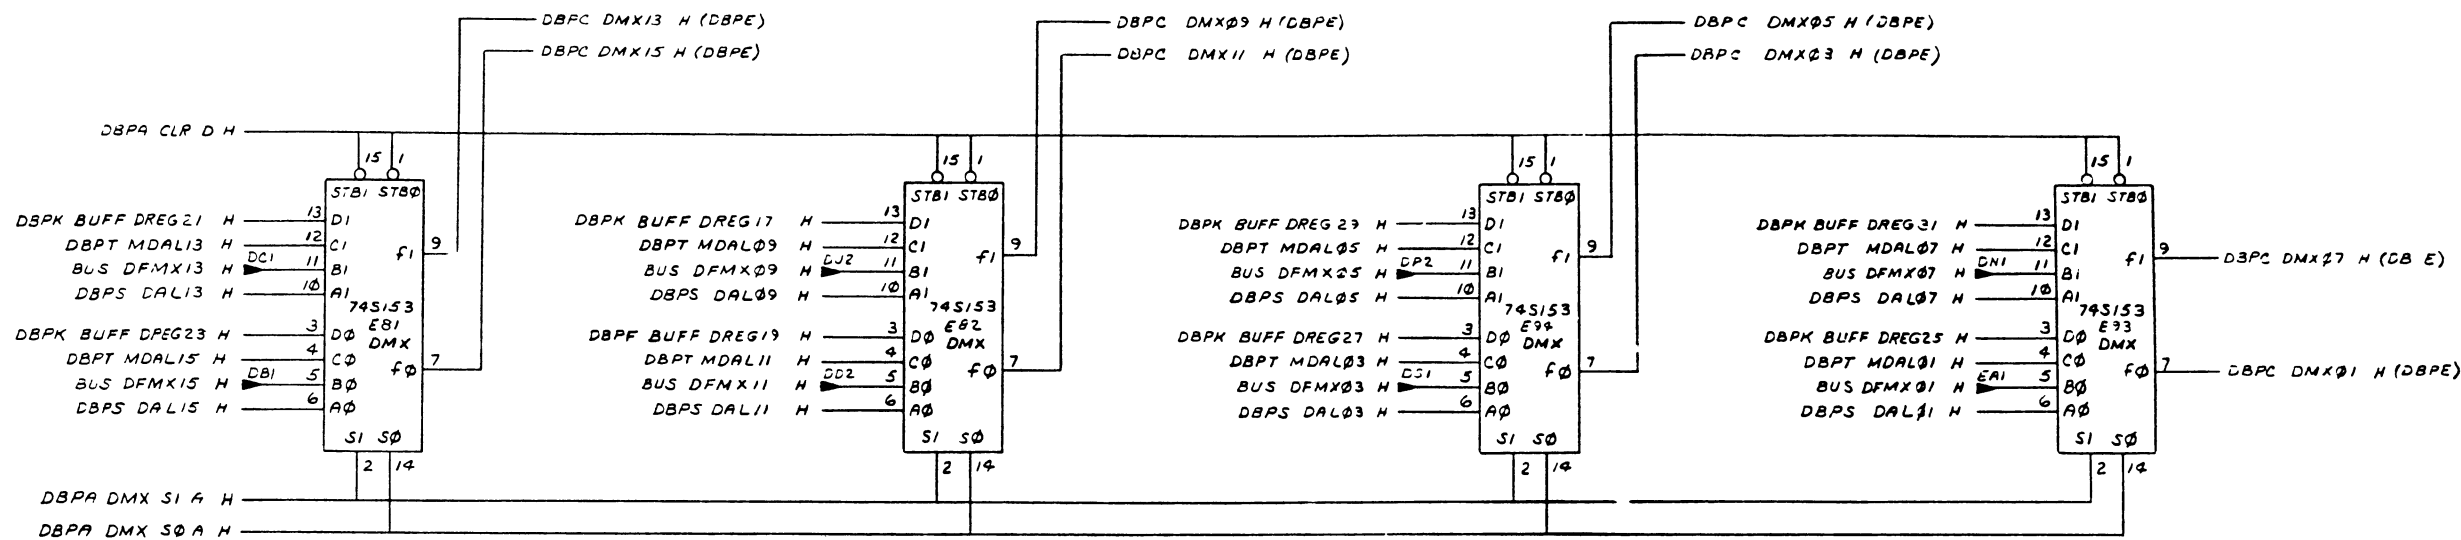 DBPC DMX13 H (DBPE)
DBPC DMX15 H (DBPE)
DBPC DMXØ9 H (DBPE)
DBPC DMX11 H (DBPE)
DBPC DMXØ5 H (DBPE)
DBPC DMXØ3 H (DBPE)
DBPA CLR D H
15 1
STB1 STBØ
DBPK BUFF DREG21 H 13 D1
DBPT MDAL13 H 12 C1
BUS DFMX13 H DC1 11 B1
DBPS DAL13 H 1Ø A1
f1 9
74S153
E81
DMX
DBPK BUFF DREG23 H 3 DØ
DBPT MDAL15 H 4 CØ
BUS DFMX15 H DB1 5 BØ
DBPS DAL15 H 6 AØ
fØ 7
S1 SØ
2 14
15 1
STB1 STBØ
DBPK BUFF DREG17 H 13 D1
DBPT MDALØ9 H 12 C1
BUS DFMXØ9 H DJ2 11 B1
DBPS DALØ9 H 1Ø A1
f1 9
74S153
E82
DMX
DBPF BUFF DREG19 H 3 DØ
DBPT MDAL11 H 4 CØ
BUS DFMX11 H DD2 5 BØ
DBPS DAL11 H 6 AØ
fØ 7
S1 SØ
2 14
15 1
STB1 STBØ
DBPK BUFF DREG29 H 13 D1
DBPT MDALØ5 H 12 C1
BUS DFMXØ5 H DP2 11 B1
DBPS DALØ5 H 1Ø A1
f1 9
74S153
E94
DMX
DBPK BUFF DREG27 H 3 DØ
DBPT MDALØ3 H 4 CØ
BUS DFMXØ3 H DS1 5 BØ
DBPS DALØ3 H 6 AØ
fØ 7
S1 SØ
2 14
15 1
STB1 STBØ
DBPK BUFF DREG31 H 13 D1
DBPT MDALØ7 H 12 C1
BUS DFMXØ7 H DN1 11 B1
DBPS DALØ7 H 1Ø A1
f1 9 DBPC DMXØ7 H
74S153
E93
DMX
DBPK BUFF DREG25 H 3 DØ
DBPT MDALØ1 H 4 CØ
BUS DFMXØ1 H EA1 5 BØ
DBPS DALØ1 H 6 AØ
fØ 7 DBPC DMXØ1 H (DBPE)
S1 SØ
2 14
DBPA DMX S1 A H
DBPA DMX SØ A H